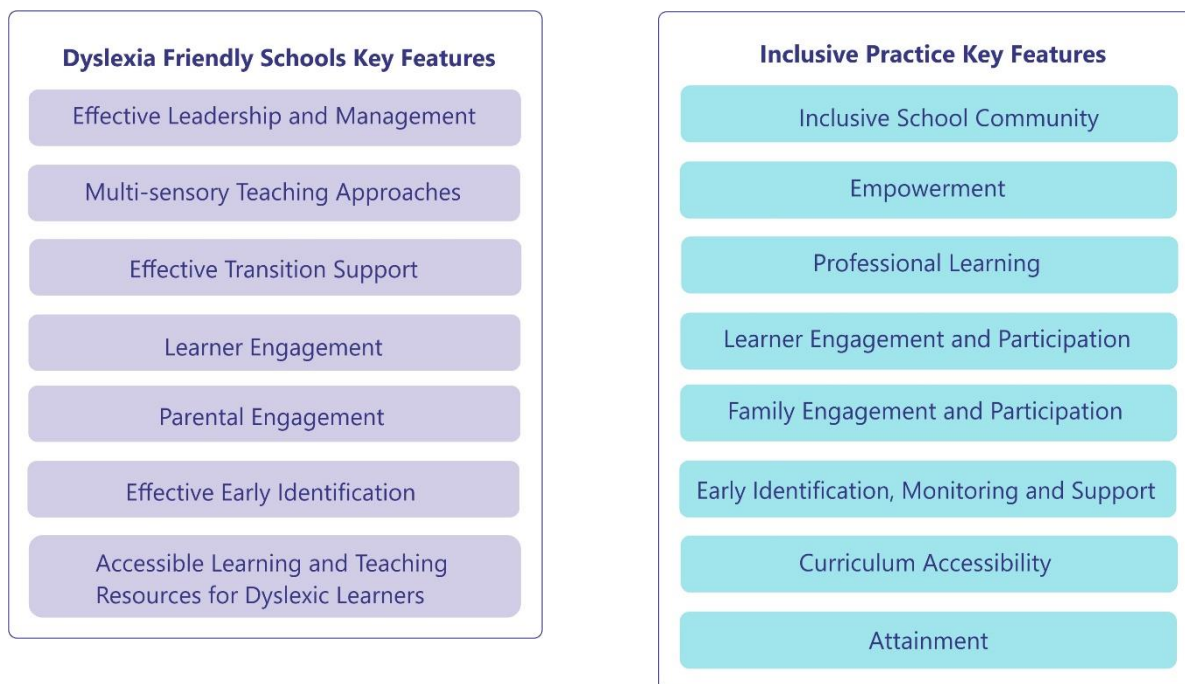 Dyslexia Friendly Schools Key Features
Effective Leadership and Management
Multi-sensory Teaching Approaches
Effective Transition Support
Learner Engagement
Parental Engagement
Effective Early Identification
Accessible Learning and Teaching
Resources for Dyslexic Learners
Inclusive Practice Key Features
Inclusive School Community
Empowerment
Professional Learning
Learner Engagement and Participation
Family Engagement and Participation
Early Identification, Monitoring and Support
Curriculum Accessibility
Attainment